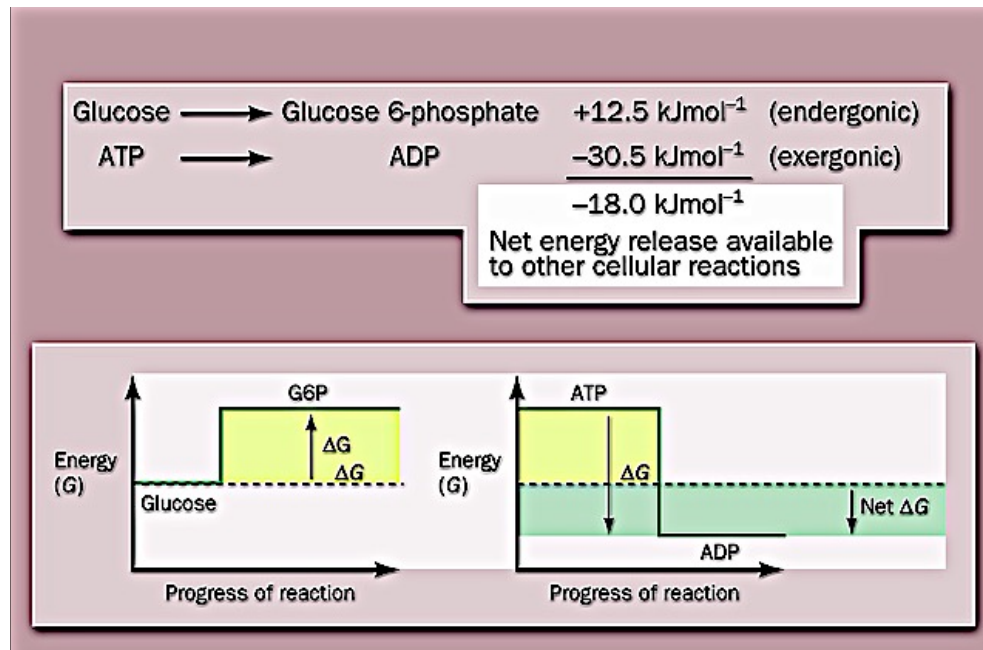 Glucose → Glucose 6-phosphate +12.5 kJmol⁻¹ (endergonic)
ATP → ADP –30.5 kJmol⁻¹ (exergonic)
–18.0 kJmol⁻¹
Net energy release available
to other cellular reactions
G6P
ΔG
ΔG
Energy
(G)
Glucose
Progress of reaction
ATP
Energy
(G)
ΔG
Net ΔG
ADP
Progress of reaction